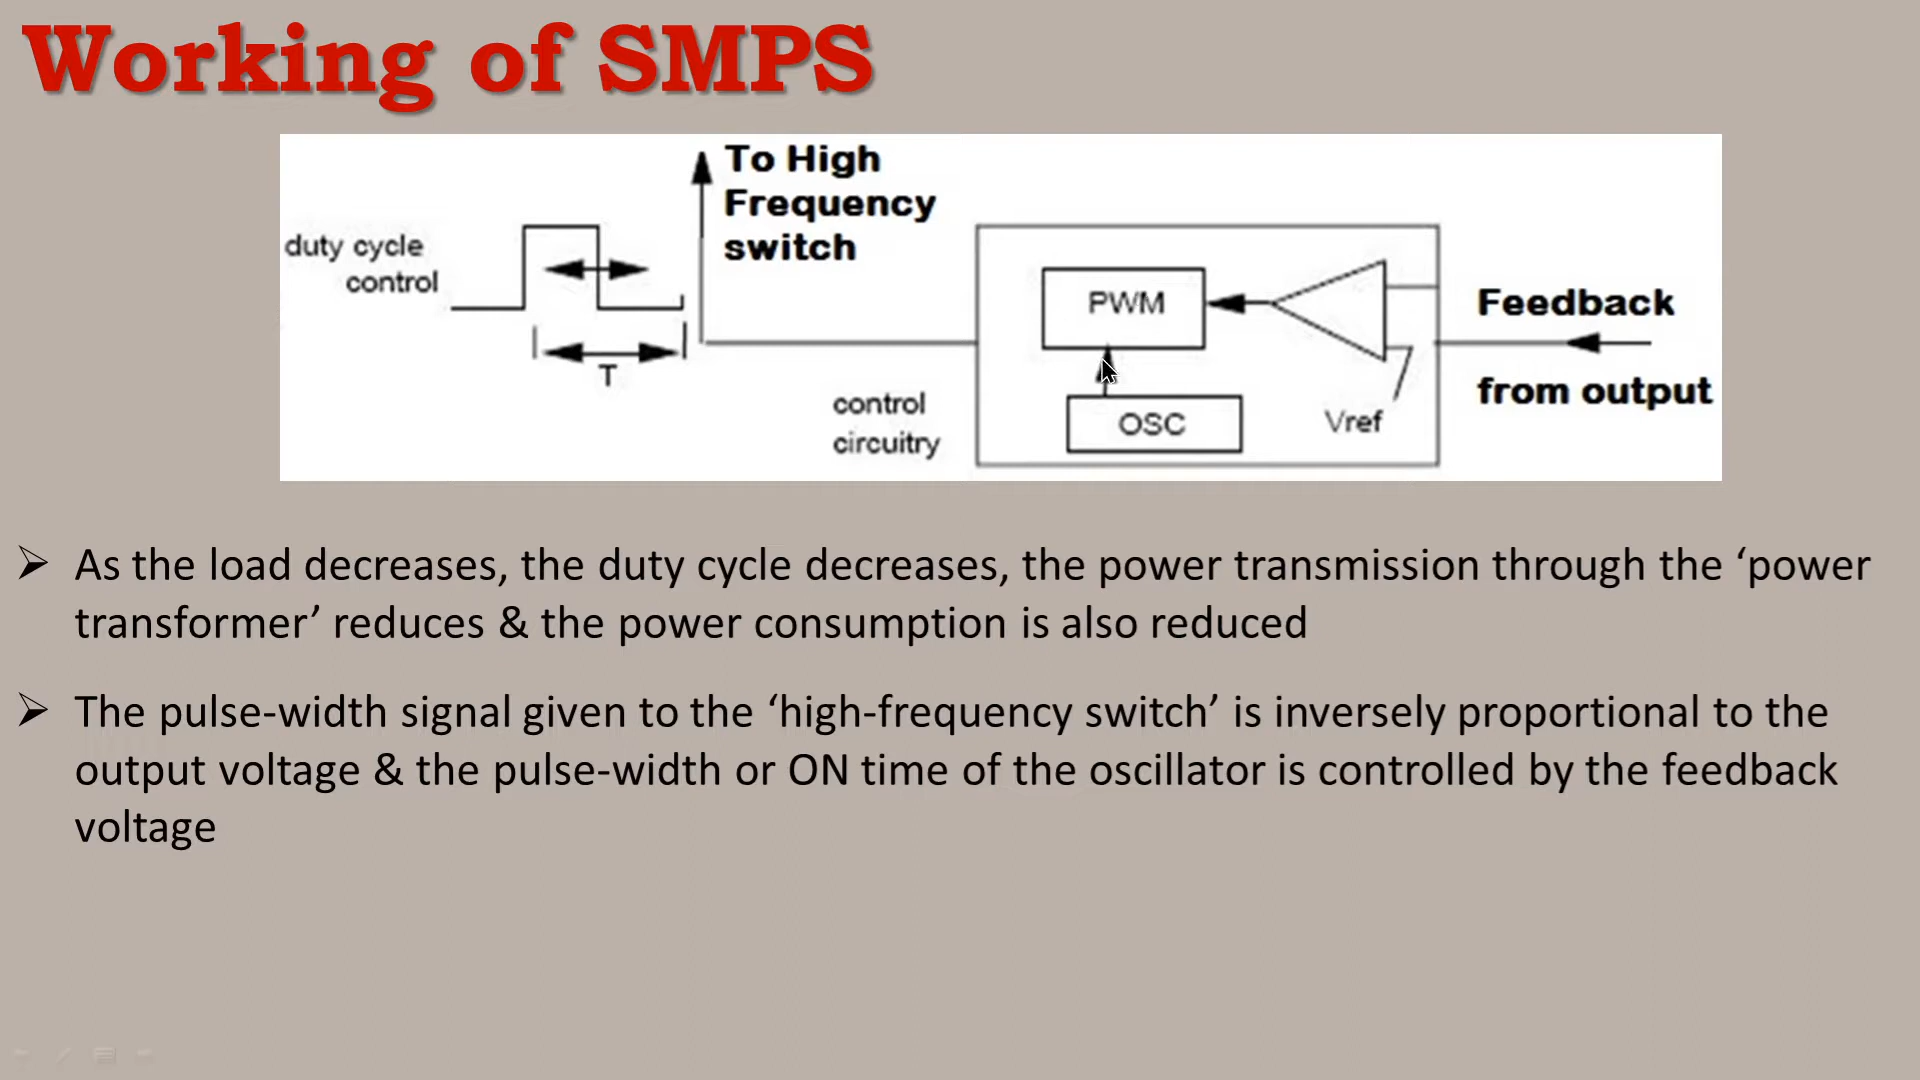 Working of SMPS
To High
Frequency
switch
duty cycle
control
T
PWM
OSC
Vref
control
circuitry
Feedback
from output
➢ As the load decreases, the duty cycle decreases, the power transmission through the ‘power
transformer’ reduces & the power consumption is also reduced
➢ The pulse-width signal given to the ‘high-frequency switch’ is inversely proportional to the
output voltage & the pulse-width or ON time of the oscillator is controlled by the feedback
voltage